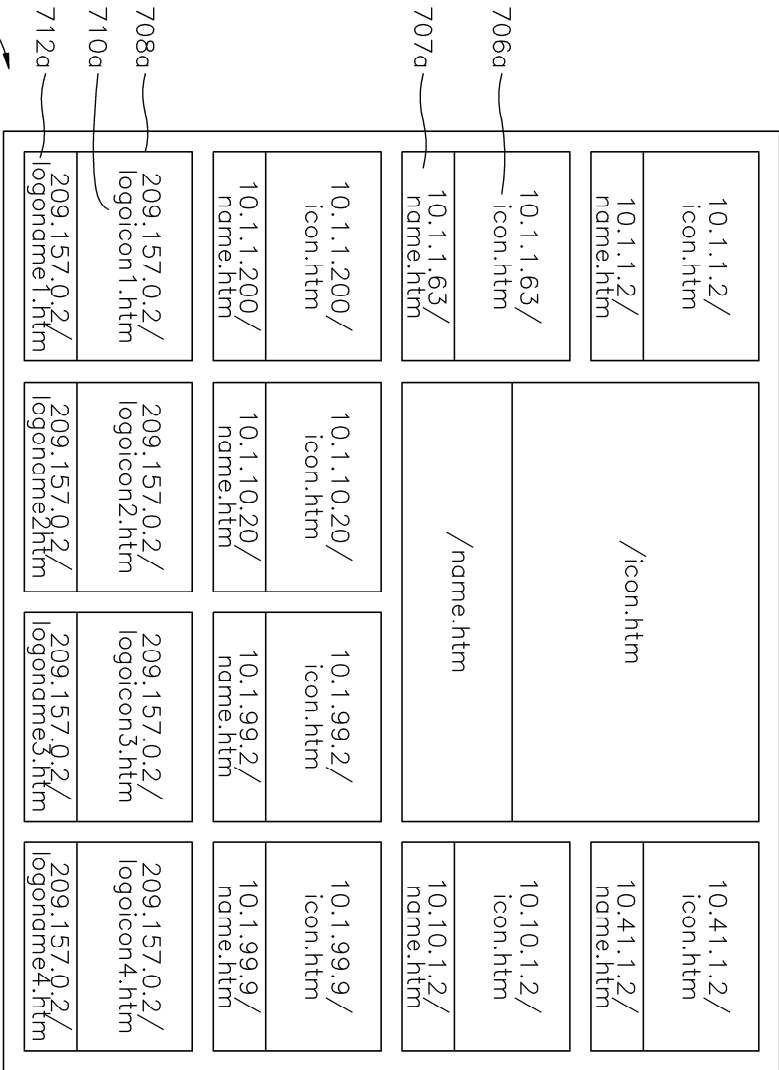 10.1.1.2/
icon.htm
10.1.1.2/
name.htm
/icon.htm
/name.htm
10.41.1.2/
icon.htm
10.41.1.2/
name.htm
706a
10.1.1.63/
icon.htm
707a
10.1.1.63/
name.htm
10.10.1.2/
icon.htm
10.10.1.2/
name.htm
10.1.1.200/
icon.htm
10.1.1.200/
name.htm
10.1.10.20/
icon.htm
10.1.10.20/
name.htm
10.1.99.2/
icon.htm
10.1.99.2/
name.htm
10.1.99.9/
icon.htm
10.1.99.9/
name.htm
708a
710a
712a
209.157.0.2/
logoicon1.htm
209.157.0.2/
logoname1.htm
209.157.0.2/
logoicon2.htm
209.157.0.2/
logoname2htm
209.157.0.2/
logoicon3.htm
209.157.0.2/
logoname3.htm
209.157.0.2/
logoicon4.htm
209.157.0.2/
logoname4.htm